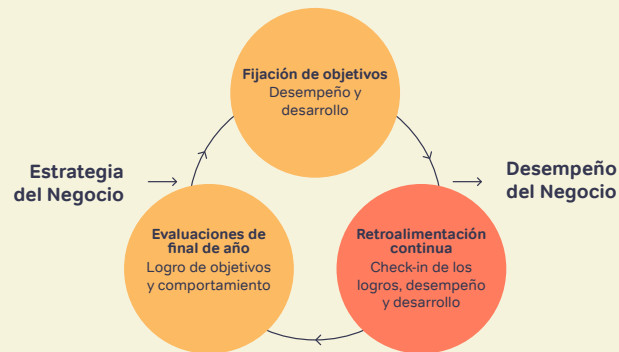 Fijación de objetivos
Desempeño y
desarrollo
Estrategia
del Negocio
Desempeño
del Negocio
Evaluaciones de
final de año
Logro de objetivos
y comportamiento
Retroalimentación
continua
Check-in de los
logros, desempeño
y desarrollo